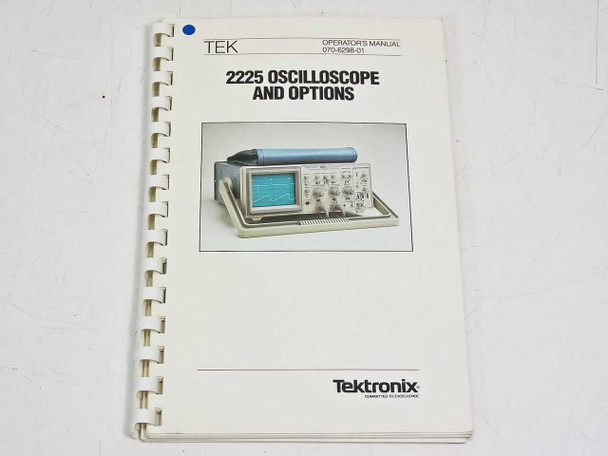 TEK
OPERATOR'S MANUAL
070-6298-01
2225 OSCILLOSCOPE
AND OPTIONS
Tektronix
COMMITTED TO EXCELLENCE